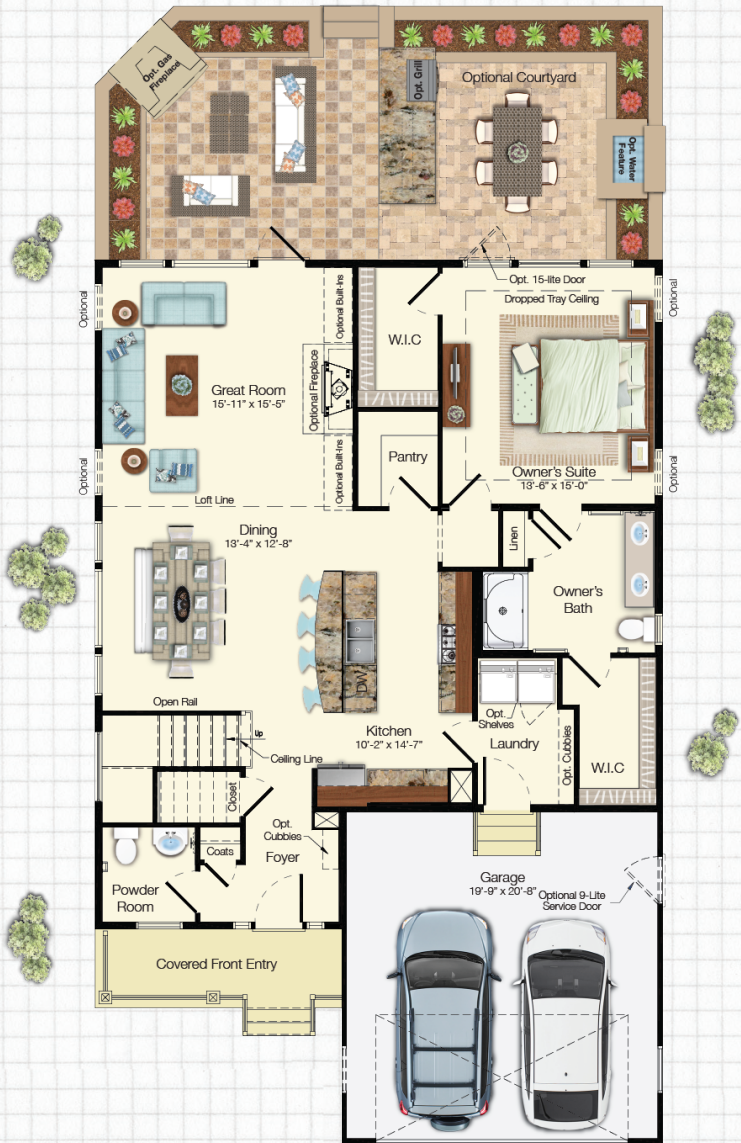 Opt. Gas
Fireplace
Opt. Grill
Optional Courtyard
Opt. Water
Feature
Opt. 15-lite Door
Dropped Tray Ceiling
Optional
Optional
Optional Built-Ins
W.I.C
Great Room
15'-11" x 15'-5"
Optional Fireplace
Pantry
Optional Built-Ins
Owner's Suite
13'-6" x 15'-0"
Optional
Optional
Loft Line
Dining
13'-4" x 12'-8"
Linen
Owner's
Bath
DW
Open Rail
Up
Ceiling Line
Kitchen
10'-2" x 14'-7"
Opt.
Shelves
Laundry
Opt. Cubbies
W.I.C
Closet
Opt.
Cubbies
Coats
Foyer
Powder
Room
Garage
19'-9" x 20'-8"
Optional 9-Lite
Service Door
Covered Front Entry